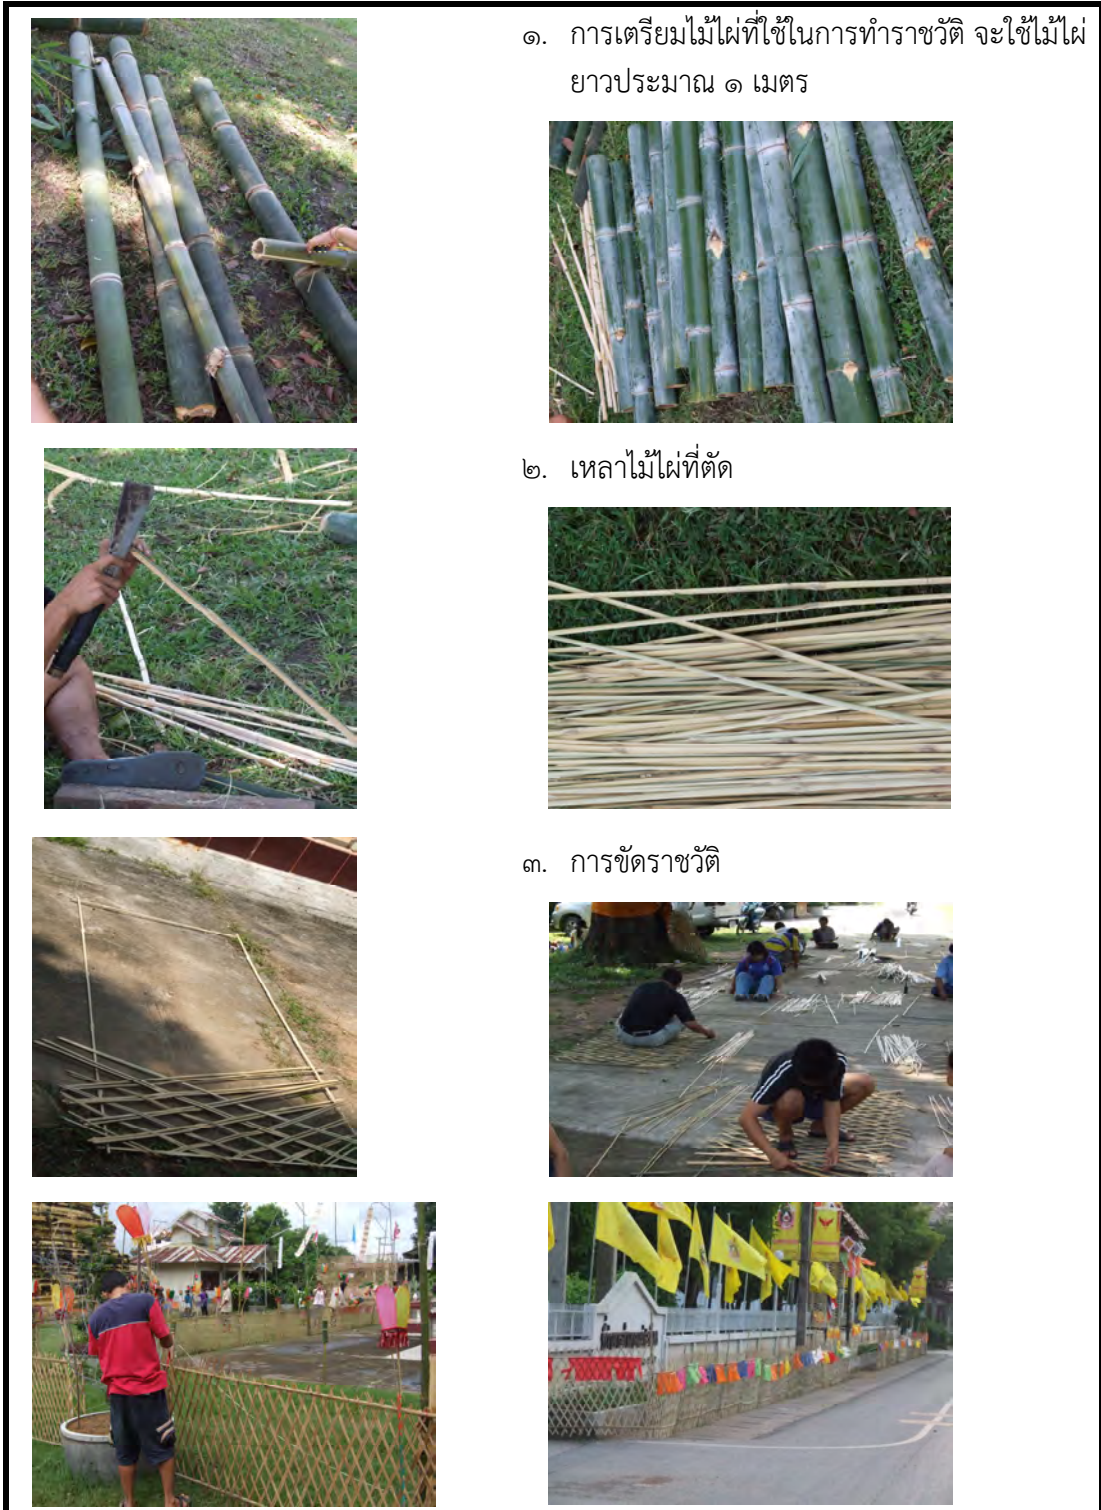 ๑. การเตรียมไม้ไผ่ที่ใช้ในการทำราชวัติ จะใช้ไม้ไผ่
ยาวประมาณ ๑ เมตร
๒. เหลาไม้ไผ่ที่ตัด
๓. การขัดราชวัติ